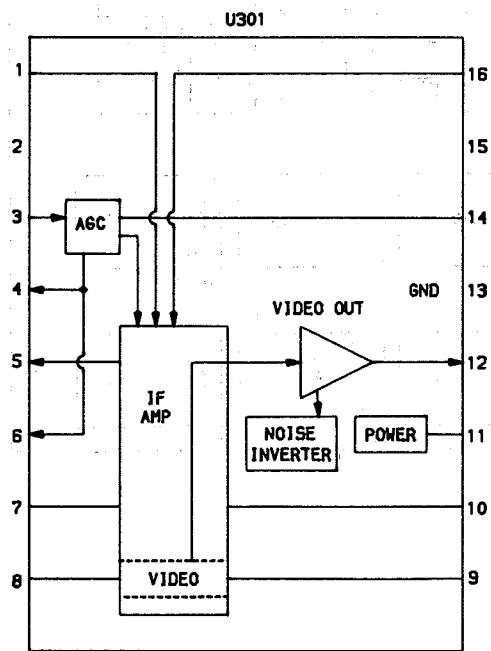 U301
1
16
2
15
3
AGC
14
4
GND
13
VIDEO OUT
5
12
IF
AMP
6
NOISE
INVERTER
POWER
11
7
10
8
VIDEO
9